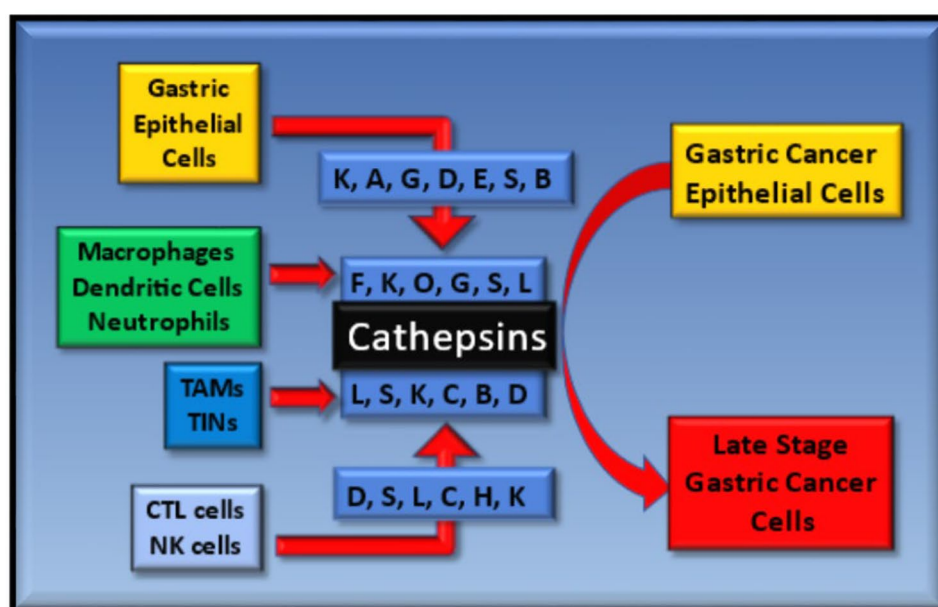 Gastric
Epithelial
Cells
K, A, G, D, E, S, B
Macrophages
Dendritic Cells
Neutrophils
F, K, O, G, S, L
Cathepsins
TAMs
TINs
L, S, K, C, B, D
CTL cells
NK cells
D, S, L, C, H, K
Gastric Cancer
Epithelial Cells
Late Stage
Gastric Cancer
Cells